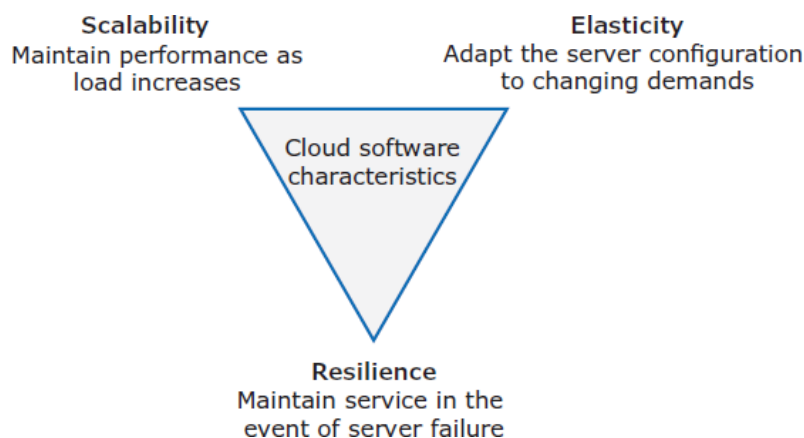 Scalability
Maintain performance as
load increases
Elasticity
Adapt the server configuration
to changing demands
Cloud software
characteristics
Resilience
Maintain service in the
event of server failure